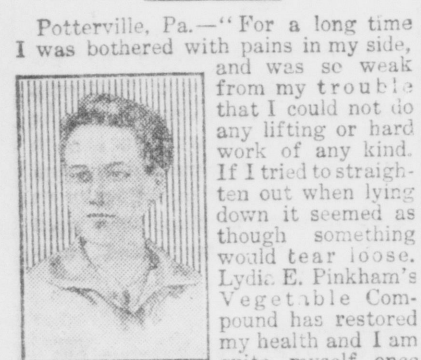 Potterville, Pa.—"For a long time
I was bothered with pains in my side,
and was so weak
from my trouble
that I could not do
any lifting or hard
work of any kind.
If I tried to straigh-
ten out when lying
down it seemed as
though something
would tear loose.
Lydia E. Pinkham's
Vegetable Com-
pound has restored
my health and I am